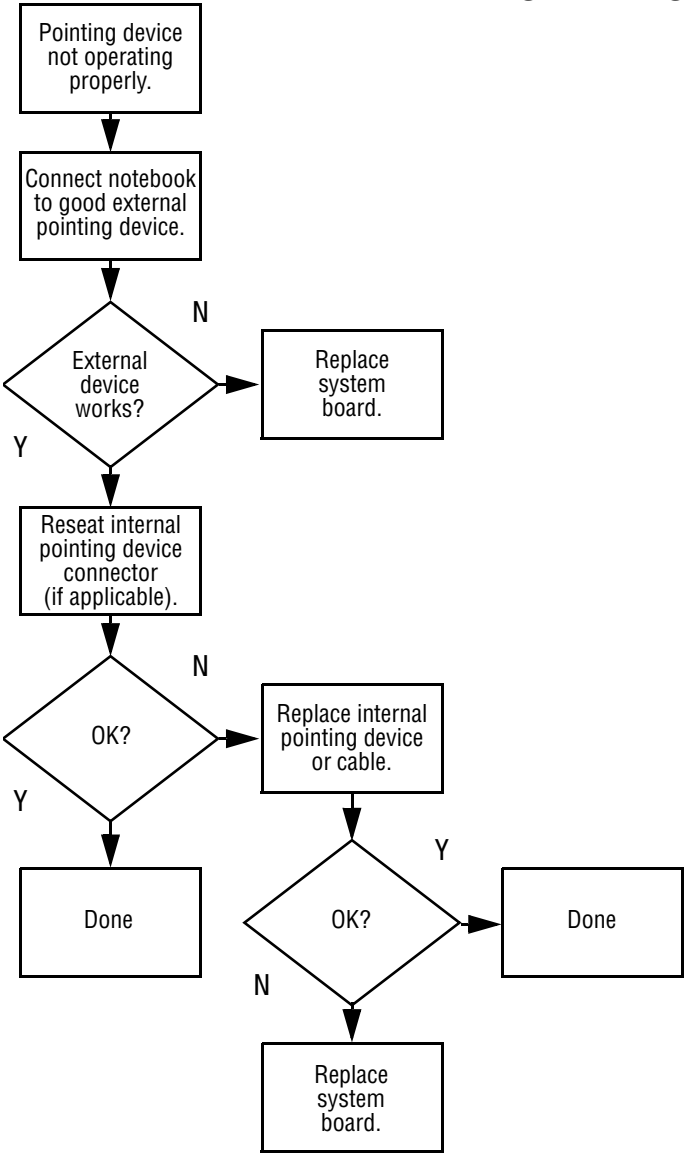 Pointing device
not operating
properly.
Connect notebook
to good external
pointing device.
N
External
device
works?
Replace
system
board.
Y
Reseat internal
pointing device
connector
(if applicable).
N
OK?
Replace internal
pointing device
or cable.
Y
Y
Done
OK?
Done
N
Replace
system
board.